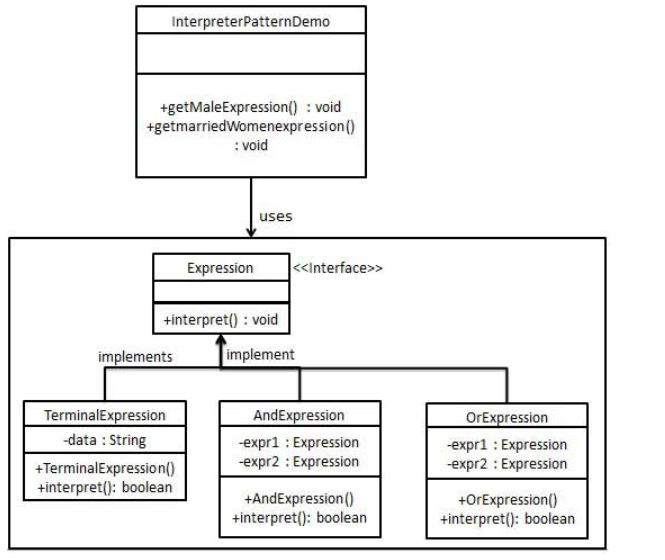 InterpreterPatternDemo
+getMaleExpression() : void
+getmarriedWomenexpression()
: void
uses
Expression
<<Interface>>
+interpret() : void
implements
implement
TerminalExpression
-data : String
+TerminalExpression()
+interpret(): boolean
AndExpression
-expr1 : Expression
-expr2 : Expression
+AndExpression()
+interpret(): boolean
OrExpression
-expr1 : Expression
-expr2 : Expression
+OrExpression()
+interpret(): boolean